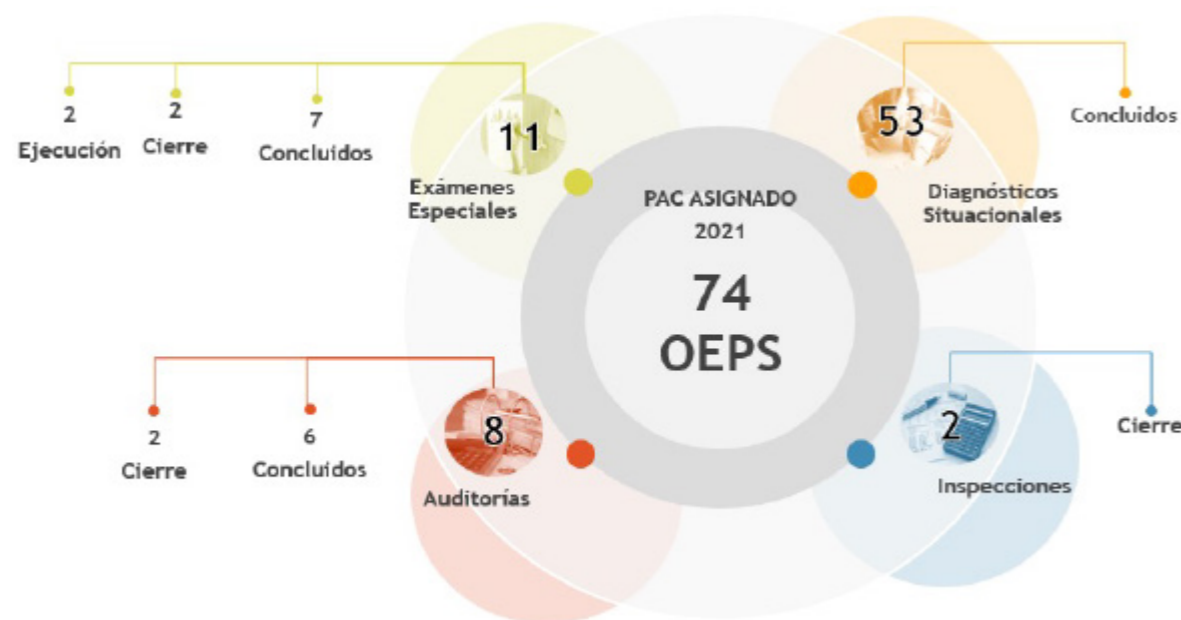 2
Ejecución
2
Cierre
7
Concluidos
11
Exámenes
Especiales
53
Concluidos
Diagnósticos
Situacionales
PAC ASIGNADO
2021
74
OEPS
2
Cierre
6
Concluidos
8
Auditorías
2
Cierre
Inspecciones